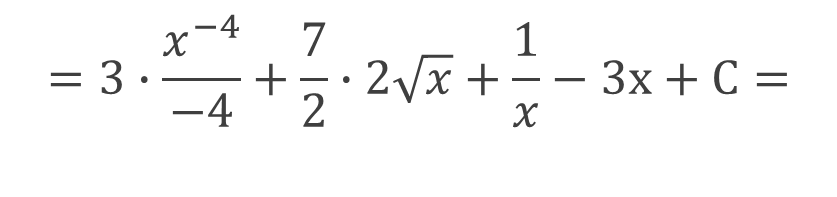 = 3 · x⁻⁴/−4 + 7/2 · 2√x + 1/x − 3x + C =